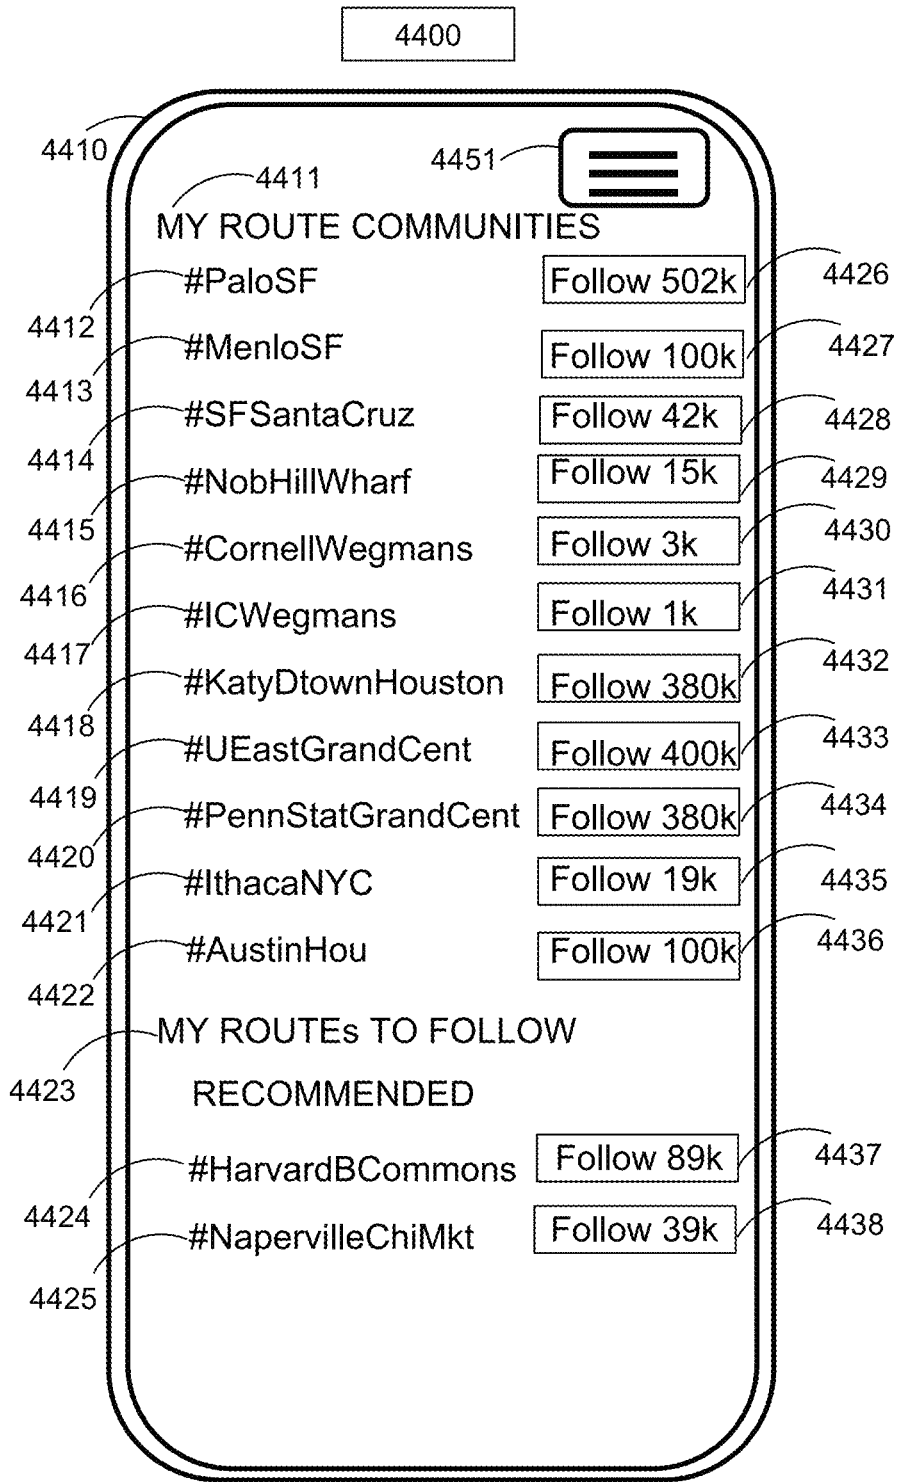 4400
4410
4451
4411
MY ROUTE COMMUNITIES
#PaloSF Follow 502k 4426
4412
#MenloSF Follow 100k 4427
4413
#SFSantaCruz Follow 42k 4428
4414
#NobHillWharf Follow 15k 4429
4415
#CornellWegmans Follow 3k 4430
4416
#ICWegmans Follow 1k 4431
4417
#KatyDtownHouston Follow 380k 4432
4418
#UEastGrandCent Follow 400k 4433
4419
#PennStatGrandCent Follow 380k 4434
4420
#IthacaNYC Follow 19k 4435
4421
#AustinHou Follow 100k 4436
4422
MY ROUTEs TO FOLLOW
4423
RECOMMENDED
#HarvardBCommons Follow 89k 4437
4424
#NapervilleChiMkt Follow 39k 4438
4425